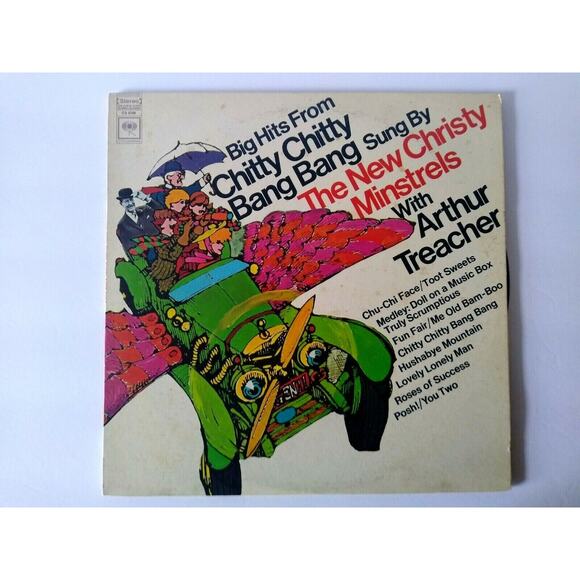 Stereo
Big Hits From
Chitty Chitty
Bang Bang Sung By
The New Christy
Minstrels
With
Arthur
Treacher
Chu-Chi Face/Toot Sweets
Medley: Doll on a Music Box
Truly Scrumptious
Fun Fair/Me Old Bam-Boo
Chitty Chitty Bang Bang
Hushabye Mountain
Lovely Lonely Man
Roses of Success
Posh!/You Two